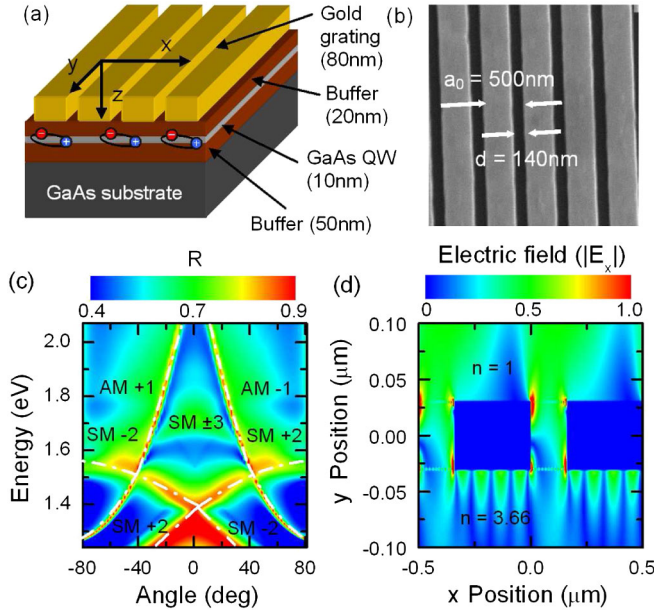 (a)
Gold
grating
(80nm)
x
y
z
Buffer
(20nm)
GaAs QW
(10nm)
GaAs substrate
Buffer (50nm)
(b)
a₀ = 500nm
d = 140nm
(c)
R
0.4 0.7 0.9
Energy (eV)
2.0
1.8
1.6
1.4
AM +1
AM -1
SM -2
SM ±3
SM +2
SM +2
SM -2
-80 -40 0 40 80
Angle (deg)
(d)
Electric field (|Eₓ|)
0 0.5 1.0
y Position (μm)
0.10
0.05
0.00
-0.05
-0.10
n = 1
n = 3.66
-0.5 0.0 0.5
x Position (μm)